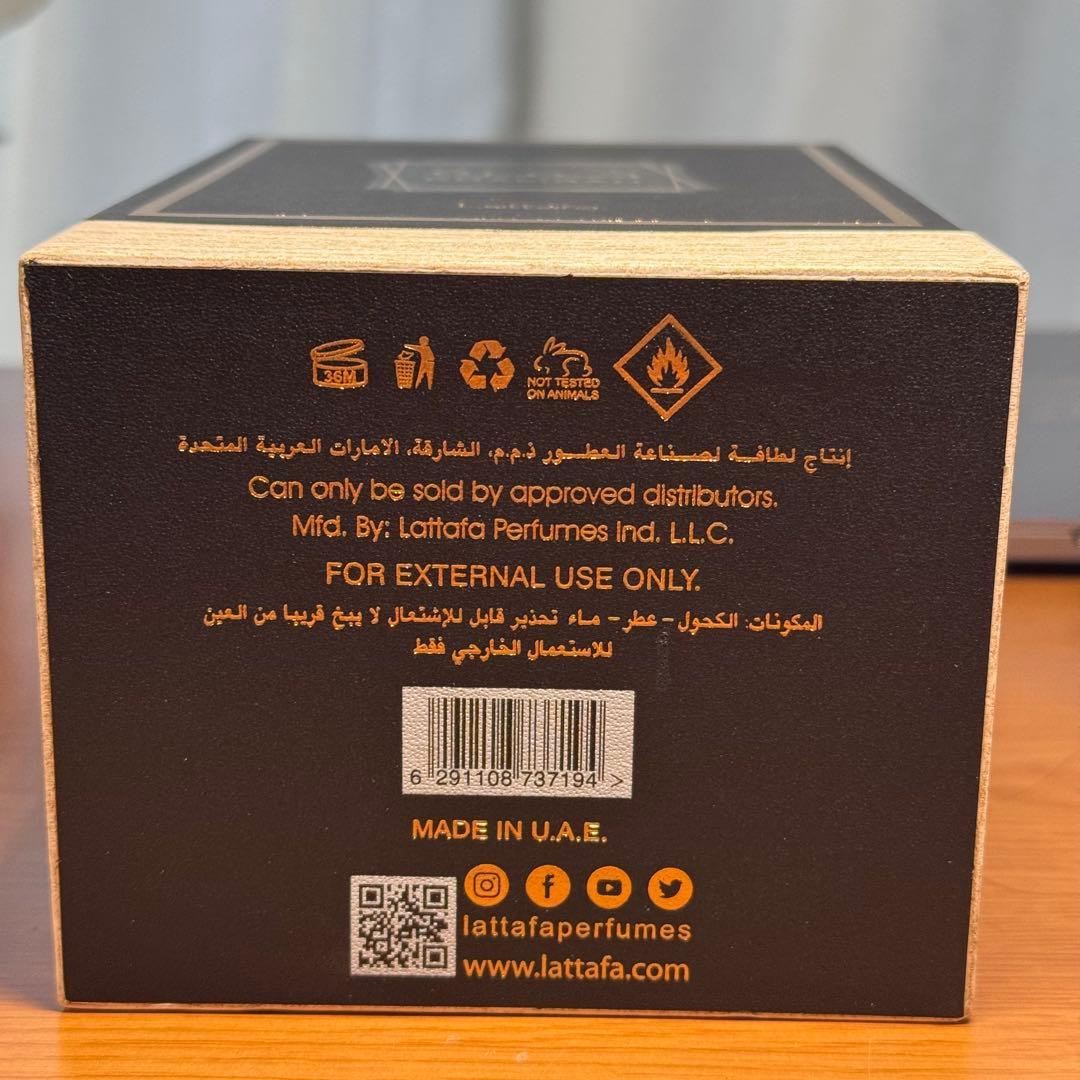 Lattafa
36M
NOT TESTED
ON ANIMALS
إنتاج لطافة لصناعة العطور ذ.م.م، الشارقة، الامارات العربية المتحدة
Can only be sold by approved distributors.
Mfd. By: Lattafa Perfumes Ind. L.L.C.
FOR EXTERNAL USE ONLY.
المكونات: الكحول - عطر - ماء تحذير قابل للإشتعال لا يبخ قريبا من العين
للاستعمال الخارجي فقط
6 291108 737194 >
MADE IN U.A.E.
lattafaperfumes
www.lattafa.com